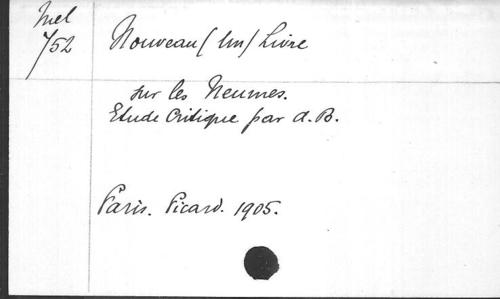 Mel
752
Nouveau (Un) Livre
sur les Neumes.
Etude Critique par A. B.
Paris. Picard. 1905.